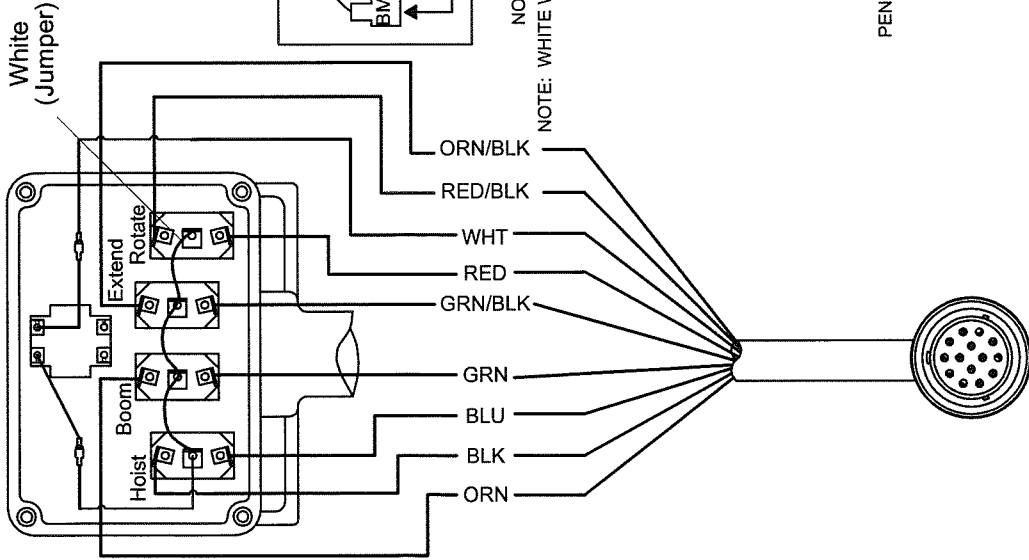 White
(Jumper)
BM
NO
NOTE: WHITE V
PEN
Extend
Rotate
Boom
Hoist
ORN/BLK
RED/BLK
WHT
RED
GRN/BLK
GRN
BLU
BLK
ORN